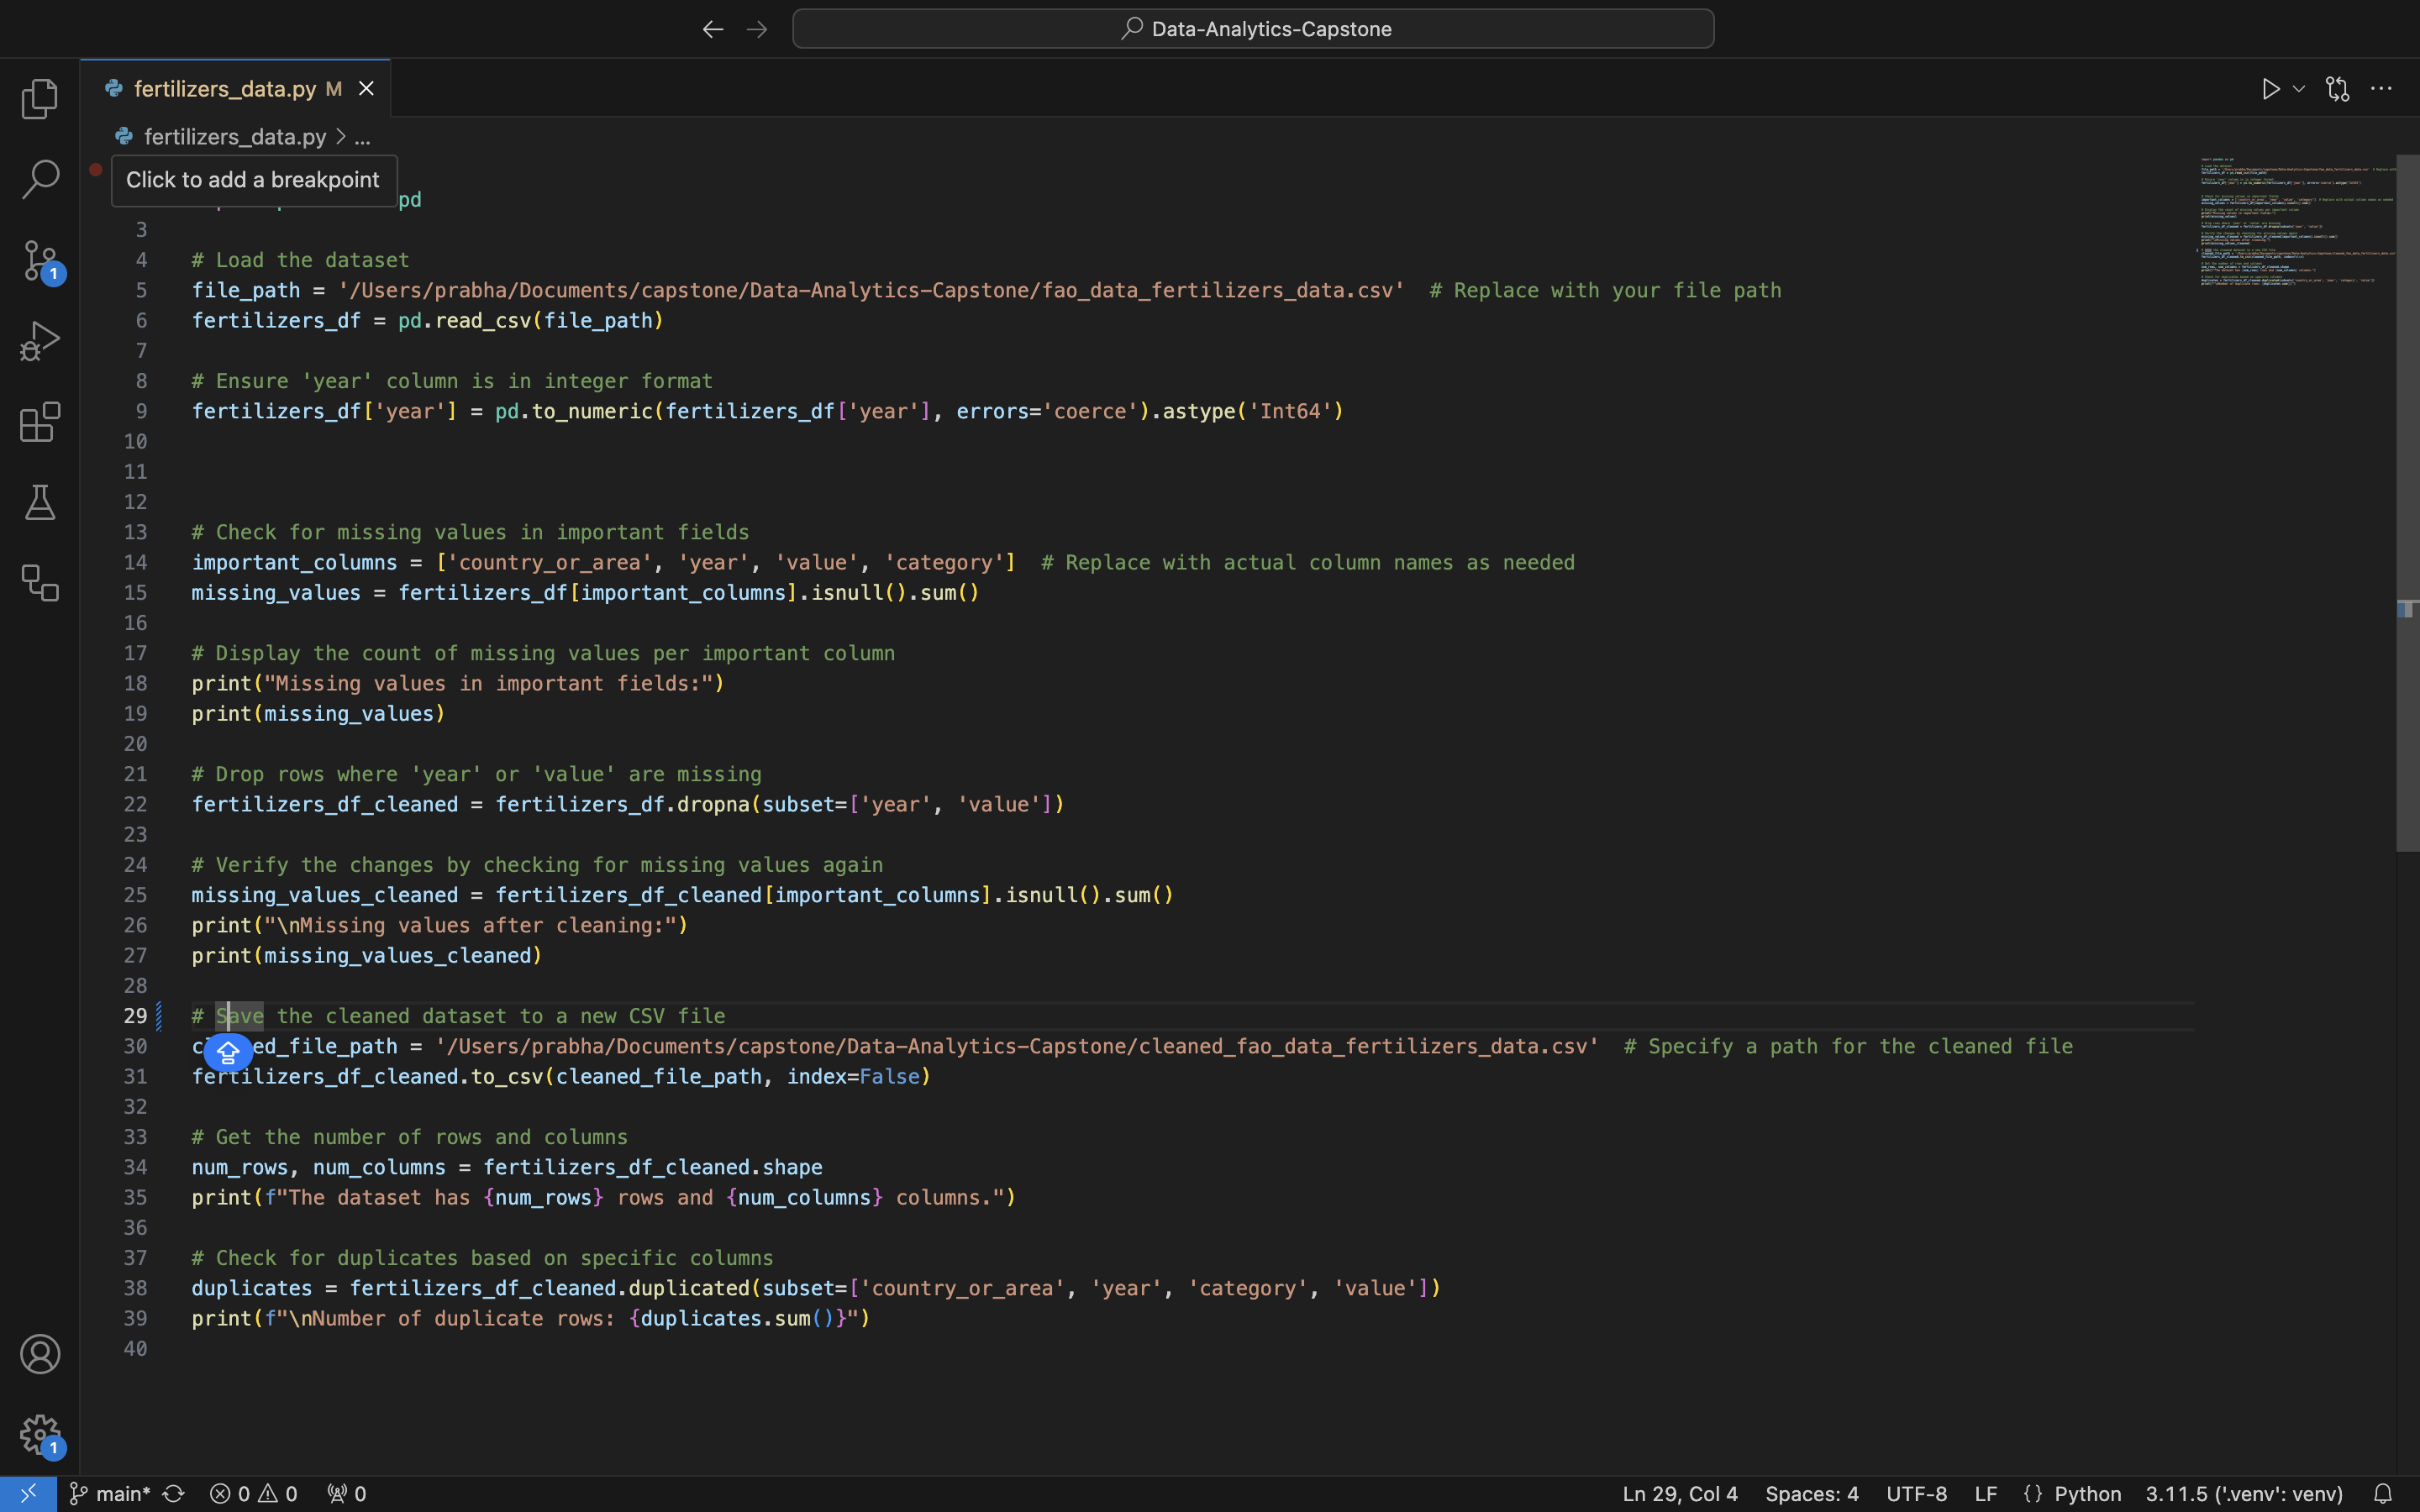 Data-Analytics-Capstone
fertilizers_data.py M
fertilizers_data.py > ...
Click to add a breakpoint
pd
3
4 # Load the dataset
5 file_path = '/Users/prabha/Documents/capstone/Data-Analytics-Capstone/fao_data_fertilizers_data.csv'  # Replace with your file path
6 fertilizers_df = pd.read_csv(file_path)
7
8 # Ensure 'year' column is in integer format
9 fertilizers_df['year'] = pd.to_numeric(fertilizers_df['year'], errors='coerce').astype('Int64')
10
11
12
13 # Check for missing values in important fields
14 important_columns = ['country_or_area', 'year', 'value', 'category']  # Replace with actual column names as needed
15 missing_values = fertilizers_df[important_columns].isnull().sum()
16
17 # Display the count of missing values per important column
18 print("Missing values in important fields:")
19 print(missing_values)
20
21 # Drop rows where 'year' or 'value' are missing
22 fertilizers_df_cleaned = fertilizers_df.dropna(subset=['year', 'value'])
23
24 # Verify the changes by checking for missing values again
25 missing_values_cleaned = fertilizers_df_cleaned[important_columns].isnull().sum()
26 print("\nMissing values after cleaning:")
27 print(missing_values_cleaned)
28
29 # Save the cleaned dataset to a new CSV file
30 c ed_file_path = '/Users/prabha/Documents/capstone/Data-Analytics-Capstone/cleaned_fao_data_fertilizers_data.csv'  # Specify a path for the cleaned file
31 fertilizers_df_cleaned.to_csv(cleaned_file_path, index=False)
32
33 # Get the number of rows and columns
34 num_rows, num_columns = fertilizers_df_cleaned.shape
35 print(f"The dataset has {num_rows} rows and {num_columns} columns.")
36
37 # Check for duplicates based on specific columns
38 duplicates = fertilizers_df_cleaned.duplicated(subset=['country_or_area', 'year', 'category', 'value'])
39 print(f"\nNumber of duplicate rows: {duplicates.sum()}")
40
1
1
main* 0 0 0 Ln 29, Col 4 Spaces: 4 UTF-8 LF {} Python 3.11.5 ('.venv': venv)